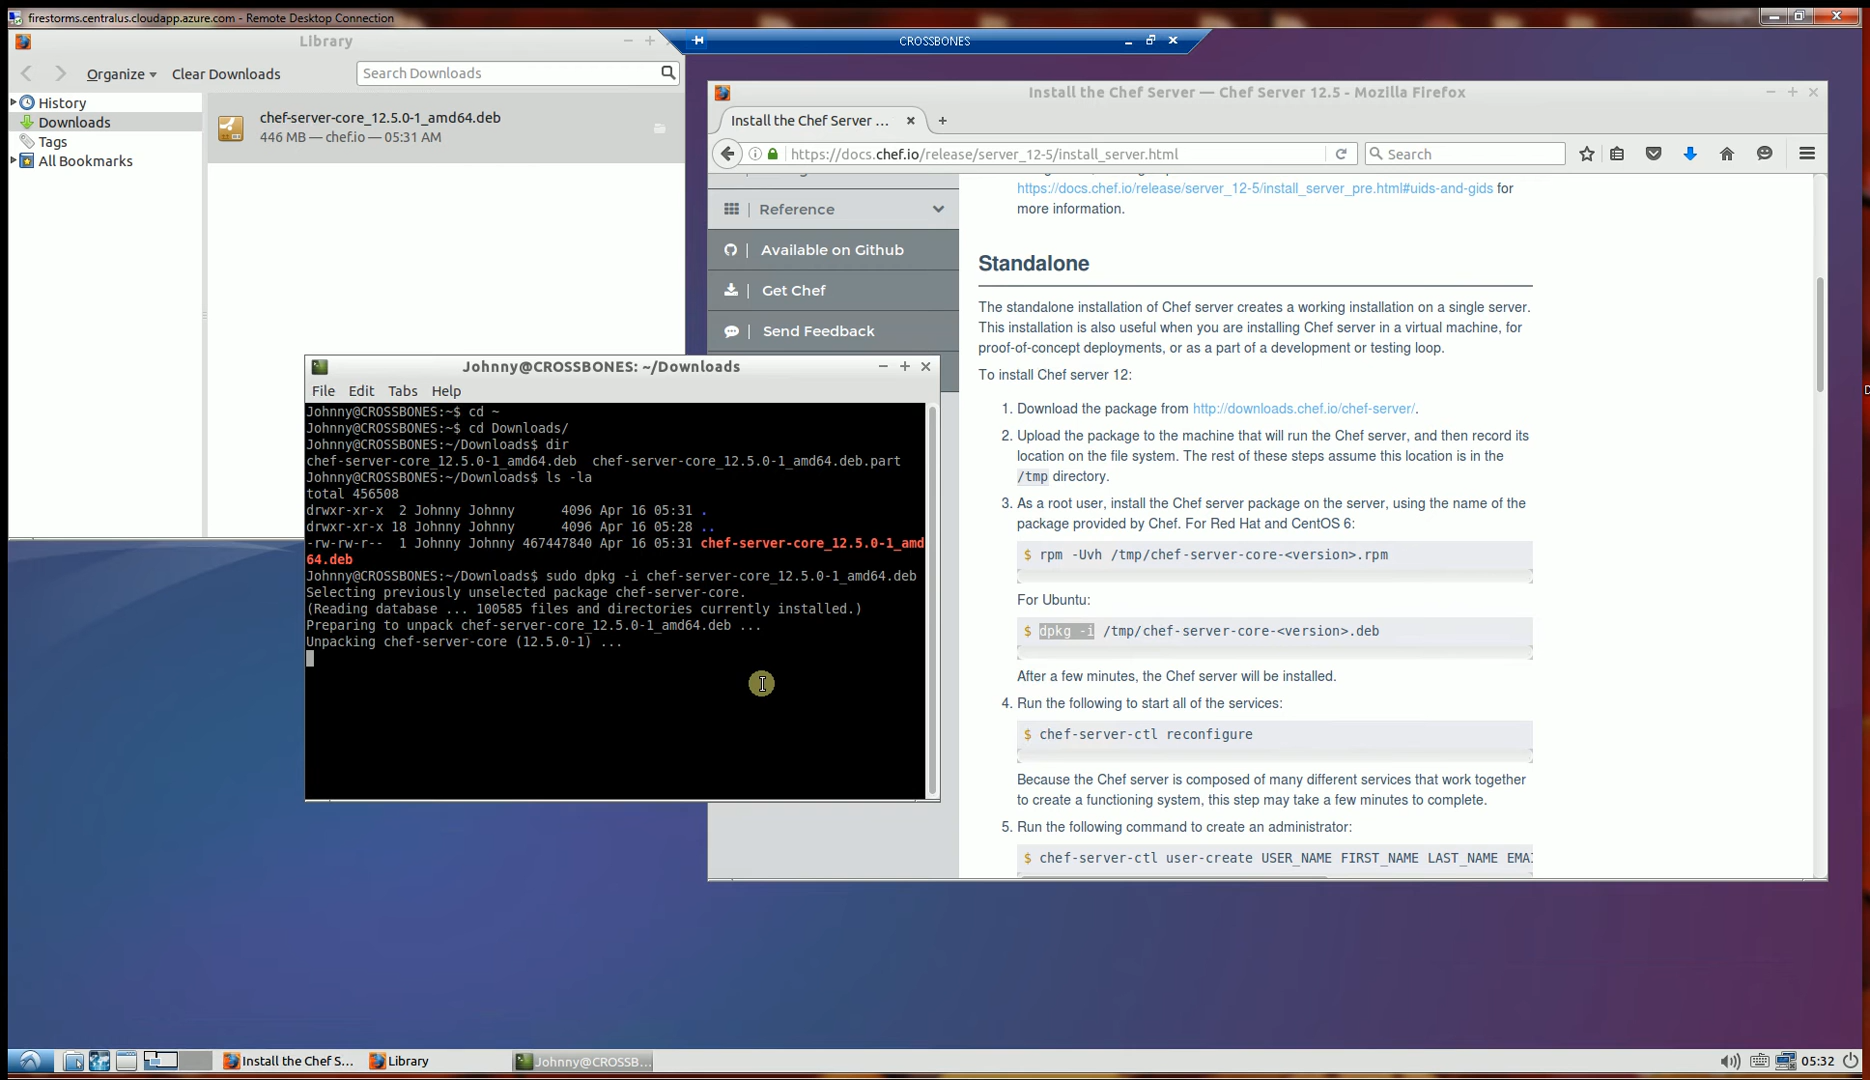 firestorms.centralus.cloudapp.azure.com - Remote Desktop Connection
CROSSBONES
Library
Organize
Clear Downloads
Search Downloads
History
Downloads
Tags
All Bookmarks
chef-server-core_12.5.0-1_amd64.deb
446 MB — chef.io — 05:31 AM
Install the Chef Server — Chef Server 12.5 - Mozilla Firefox
Install the Chef Server ...
https://docs.chef.io/release/server_12-5/install_server.html
Search
Reference
Available on Github
Get Chef
Send Feedback
https://docs.chef.io/release/server_12-5/install_server_pre.html#uids-and-gids for
more information.
Standalone
The standalone installation of Chef server creates a working installation on a single server.
This installation is also useful when you are installing Chef server in a virtual machine, for
proof-of-concept deployments, or as a part of a development or testing loop.
To install Chef server 12:
1. Download the package from http://downloads.chef.io/chef-server/.
2. Upload the package to the machine that will run the Chef server, and then record its
location on the file system. The rest of these steps assume this location is in the
/tmp directory.
3. As a root user, install the Chef server package on the server, using the name of the
package provided by Chef. For Red Hat and CentOS 6:
$ rpm -Uvh /tmp/chef-server-core-<version>.rpm
For Ubuntu:
$ dpkg -i /tmp/chef-server-core-<version>.deb
After a few minutes, the Chef server will be installed.
4. Run the following to start all of the services:
$ chef-server-ctl reconfigure
Because the Chef server is composed of many different services that work together
to create a functioning system, this step may take a few minutes to complete.
5. Run the following command to create an administrator:
$ chef-server-ctl user-create USER_NAME FIRST_NAME LAST_NAME EMAI
Johnny@CROSSBONES: ~/Downloads
File Edit Tabs Help
Johnny@CROSSBONES:~$ cd ~
Johnny@CROSSBONES:~$ cd Downloads/
Johnny@CROSSBONES:~/Downloads$ dir
chef-server-core_12.5.0-1_amd64.deb chef-server-core_12.5.0-1_amd64.deb.part
Johnny@CROSSBONES:~/Downloads$ ls -la
total 456508
drwxr-xr-x 2 Johnny Johnny 4096 Apr 16 05:31 .
drwxr-xr-x 18 Johnny Johnny 4096 Apr 16 05:28 ..
-rw-rw-r-- 1 Johnny Johnny 467447840 Apr 16 05:31 chef-server-core_12.5.0-1_amd
64.deb
Johnny@CROSSBONES:~/Downloads$ sudo dpkg -i chef-server-core_12.5.0-1_amd64.deb
Selecting previously unselected package chef-server-core.
(Reading database ... 100585 files and directories currently installed.)
Preparing to unpack chef-server-core_12.5.0-1_amd64.deb ...
Unpacking chef-server-core (12.5.0-1) ...
Install the Chef S...
Library
Johnny@CROSSB...
05:32